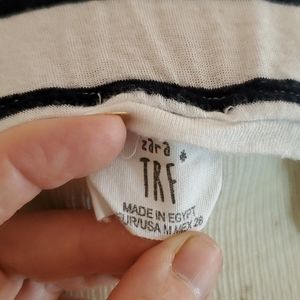 zara
TRF
MADE IN EGYPT
EUR/USA M MEX 28